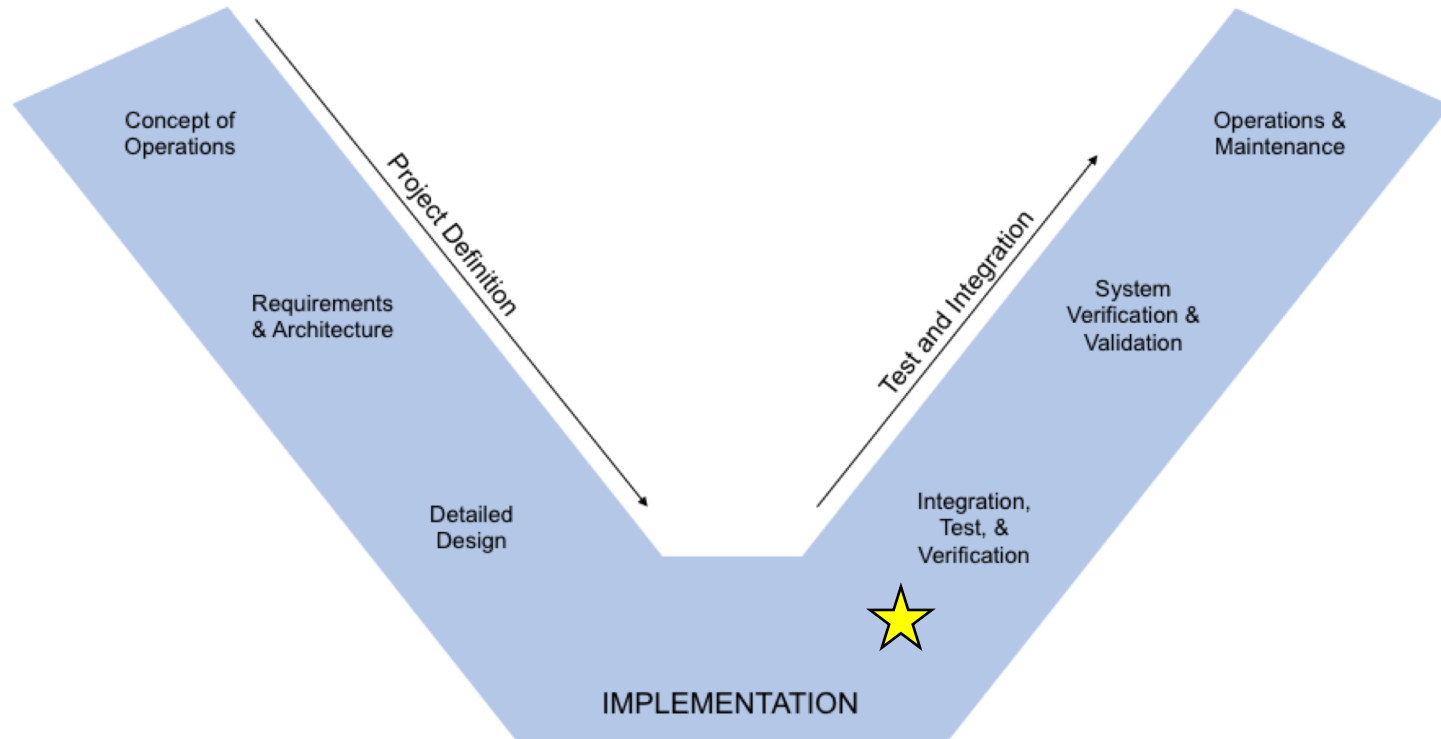 Concept of
Operations
Project Definition
Requirements
& Architecture
Detailed
Design
IMPLEMENTATION
Integration,
Test, &
Verification
Test and Integration
System
Verification &
Validation
Operations &
Maintenance